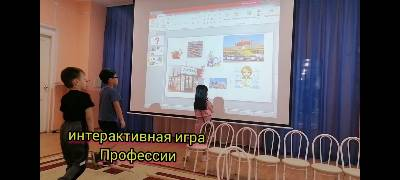 интерактивная игра
Профессии